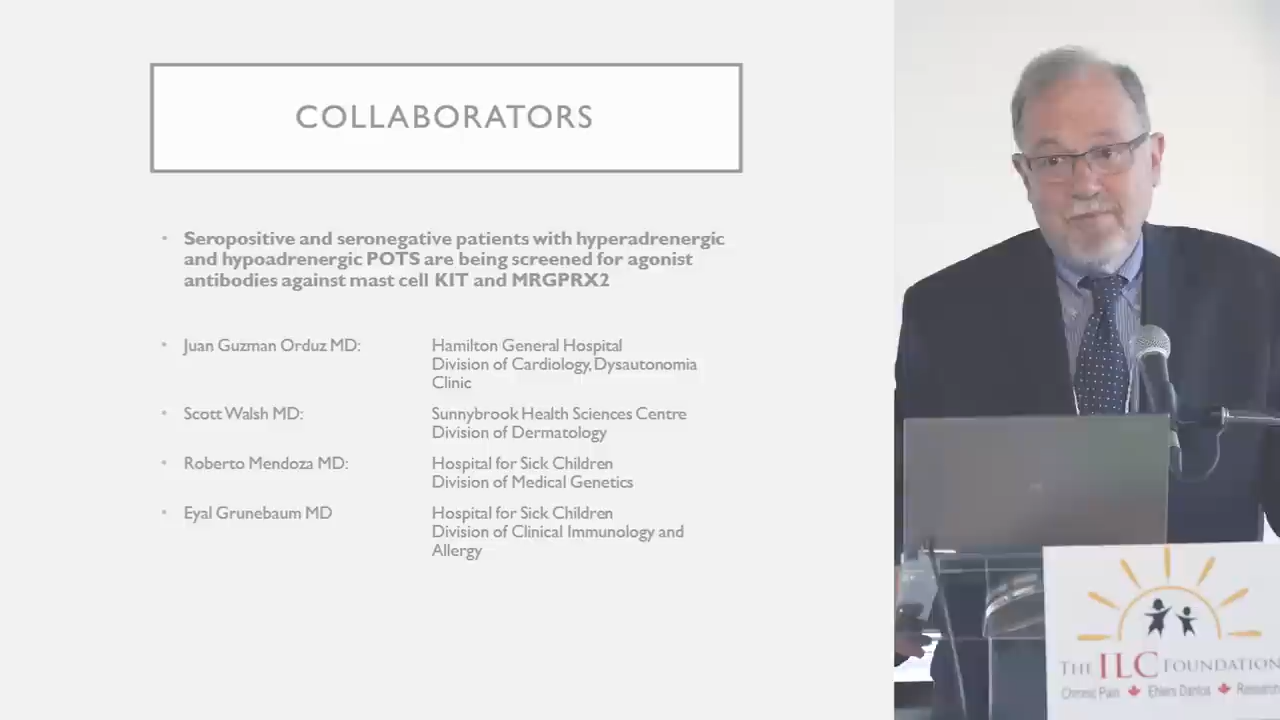 COLLABORATORS
• Seropositive and seronegative patients with hyperadrenergic
and hypoadrenergic POTS are being screened for agonist
antibodies against mast cell KIT and MRGPRX2
• Juan Guzman Orduz MD: Hamilton General Hospital
Division of Cardiology, Dysautonomia
Clinic
• Scott Walsh MD: Sunnybrook Health Sciences Centre
Division of Dermatology
• Roberto Mendoza MD: Hospital for Sick Children
Division of Medical Genetics
• Eyal Grunebaum MD Hospital for Sick Children
Division of Clinical Immunology and
Allergy
THE ILC FOUNDATION
Chronic Pain Ehlers Danlos Research